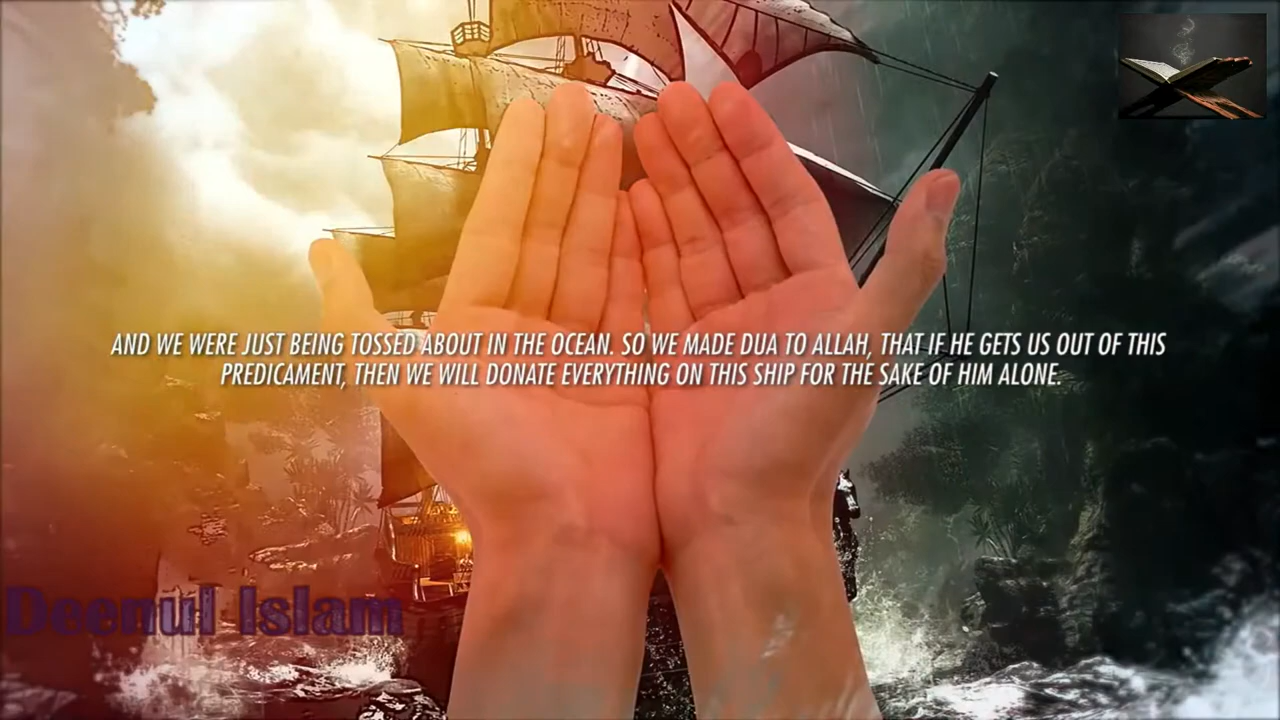 AND WE WERE JUST BEING TOSSED ABOUT IN THE OCEAN. SO WE MADE DUA TO ALLAH, THAT IF HE GETS US OUT OF THIS
PREDICAMENT, THEN WE WILL DONATE EVERYTHING ON THIS SHIP FOR THE SAKE OF HIM ALONE.
Deenul Islam